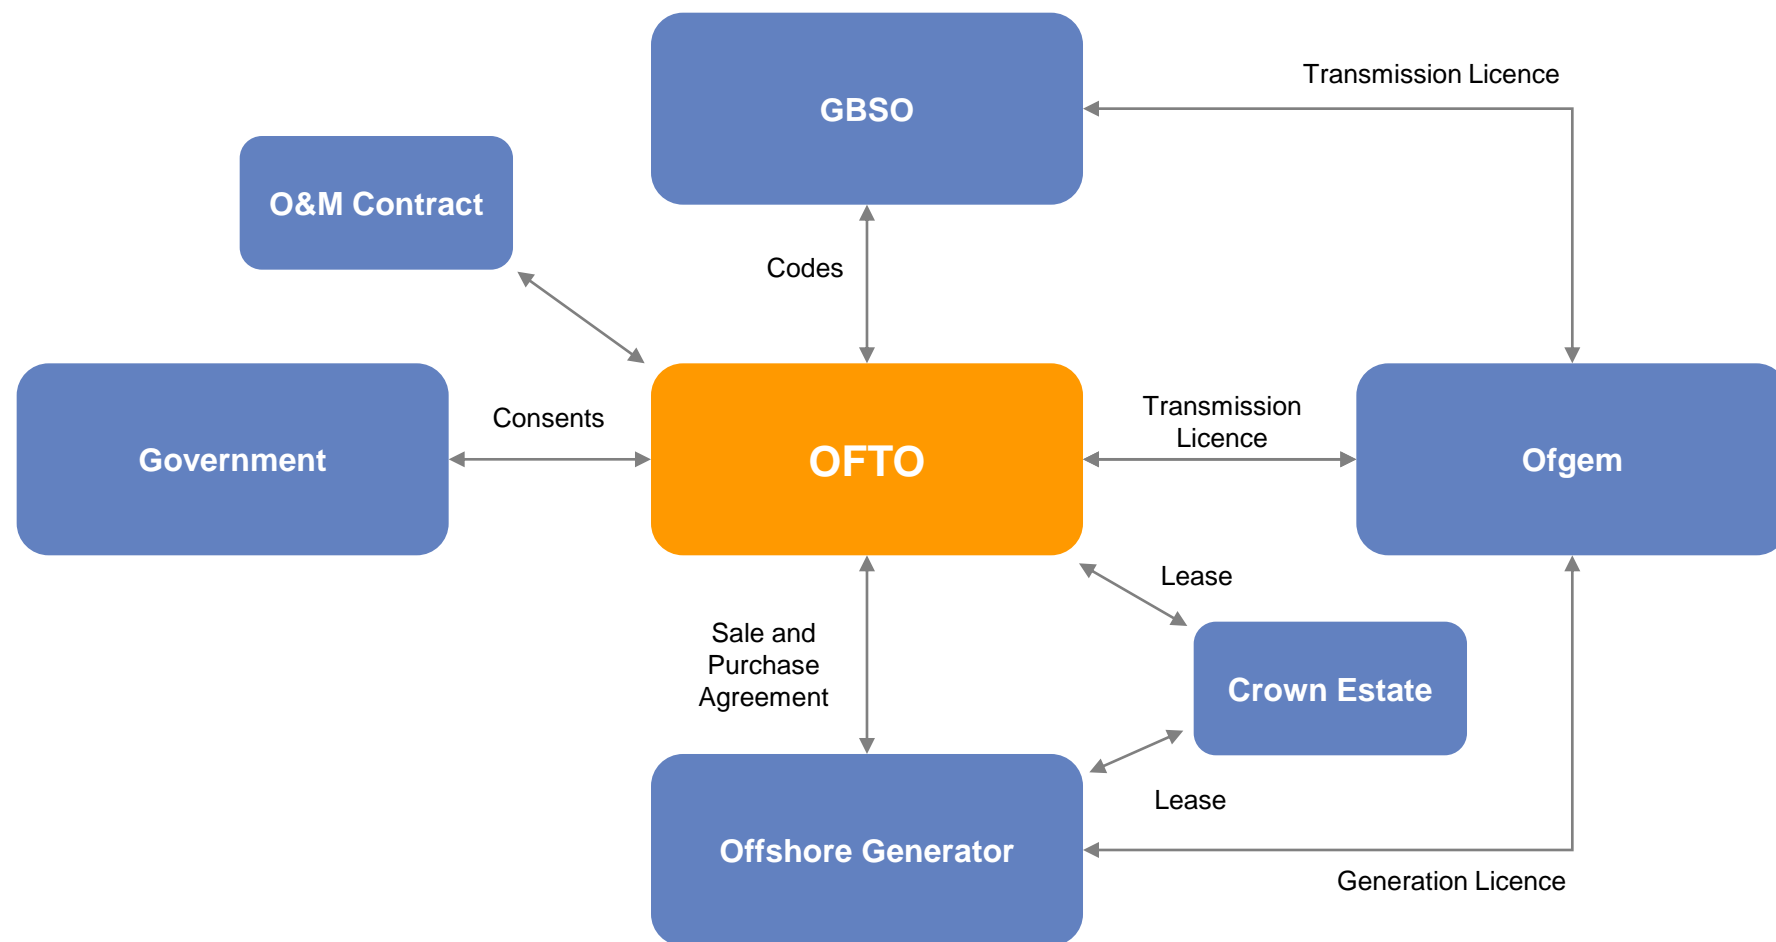 Transmission Licence
GBSO
O&M Contract
Codes
Consents
Transmission
Licence
Government
OFTO
Ofgem
Lease
Sale and
Purchase
Agreement
Crown Estate
Lease
Offshore Generator
Generation Licence